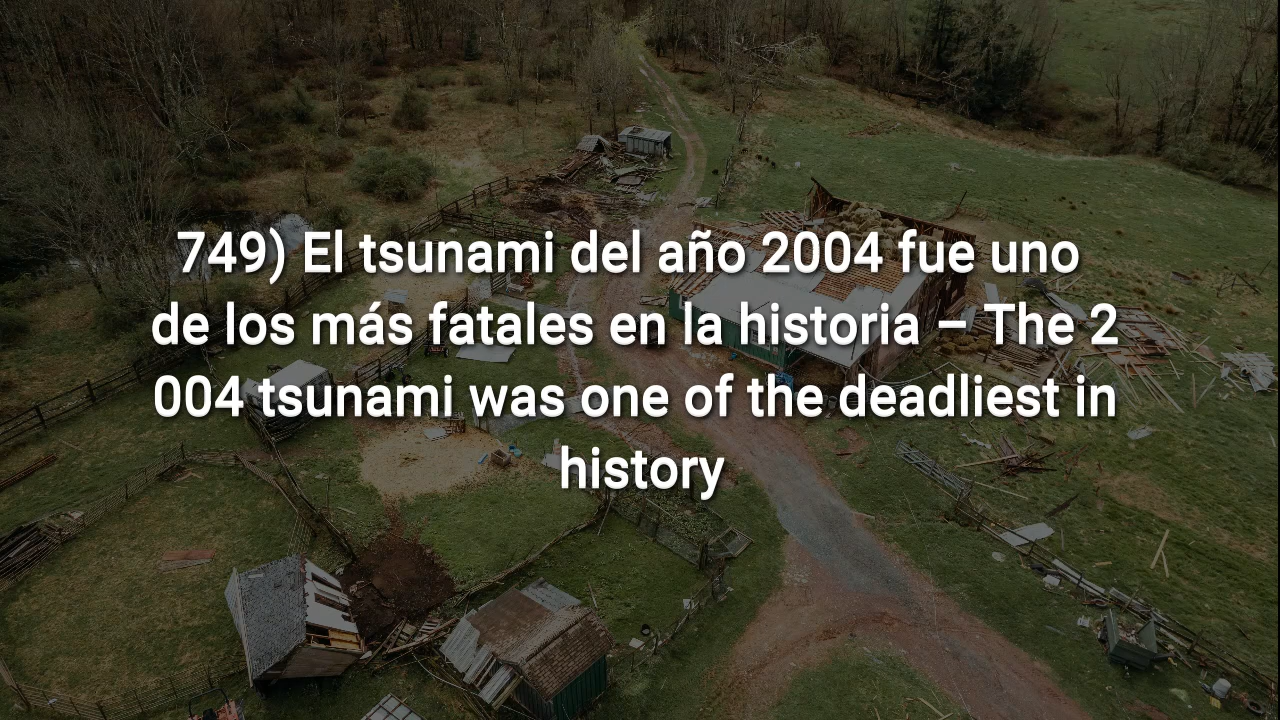 749) El tsunami del año 2004 fue uno
de los más fatales en la historia – The 2
004 tsunami was one of the deadliest in
history